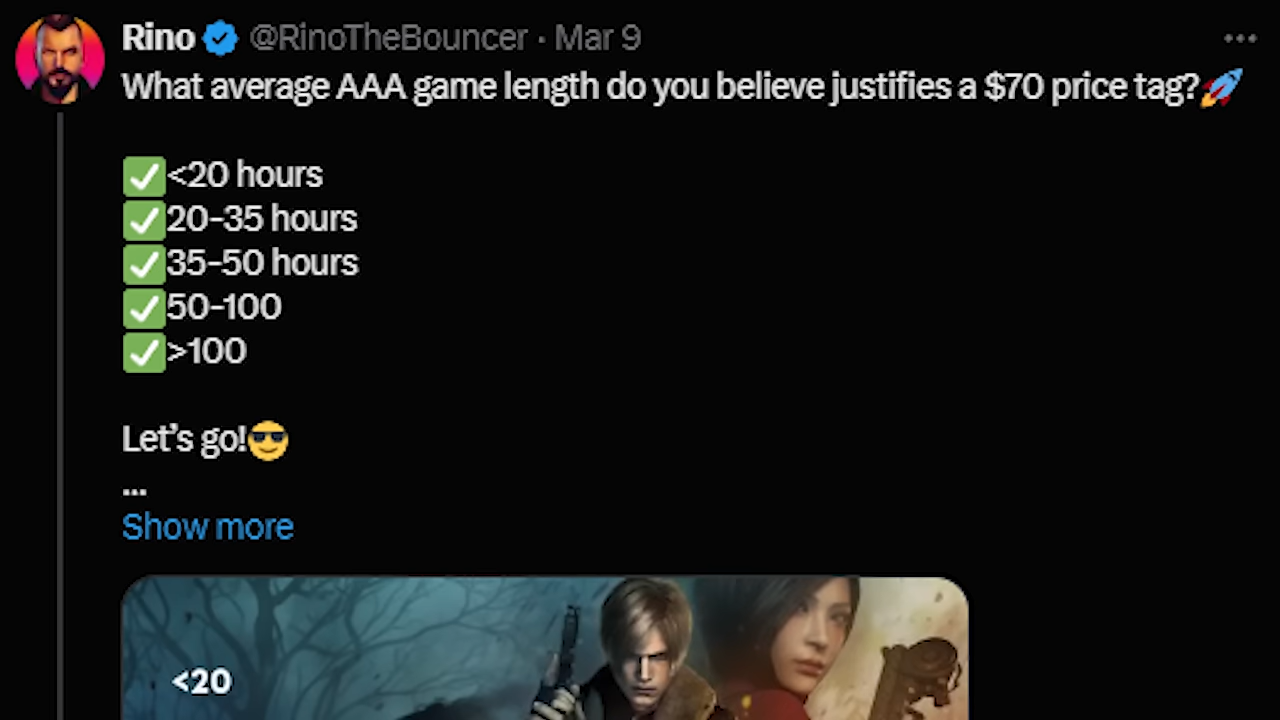 Rino @RinoTheBouncer · Mar 9
What average AAA game length do you believe justifies a $70 price tag?🚀
✅<20 hours
✅20-35 hours
✅35-50 hours
✅50-100
✅>100
Let's go!😎
...
Show more
<20